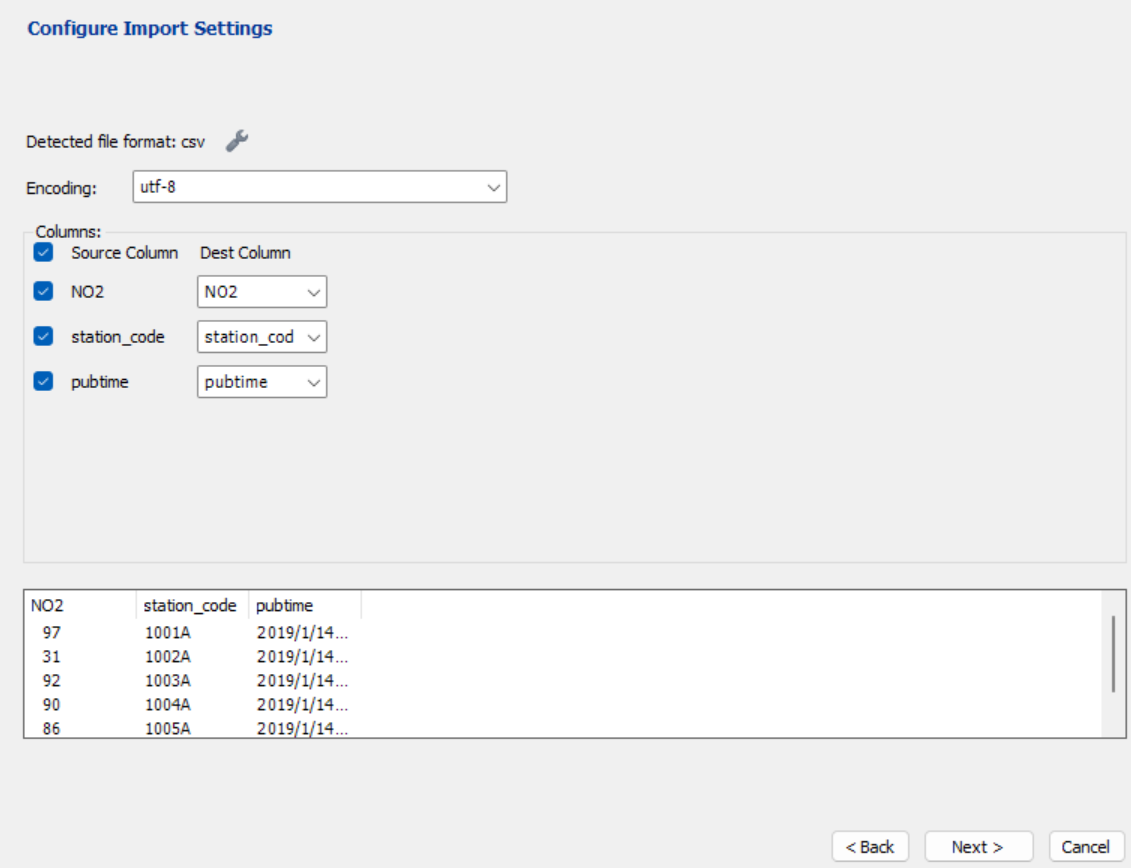 Configure Import Settings
Detected file format: csv
Encoding: utf-8
Columns:
Source Column Dest Column
NO2 NO2
station_code station_cod
pubtime pubtime
NO2 station_code pubtime
97 1001A 2019/1/14...
31 1002A 2019/1/14...
92 1003A 2019/1/14...
90 1004A 2019/1/14...
86 1005A 2019/1/14...
< Back Next > Cancel